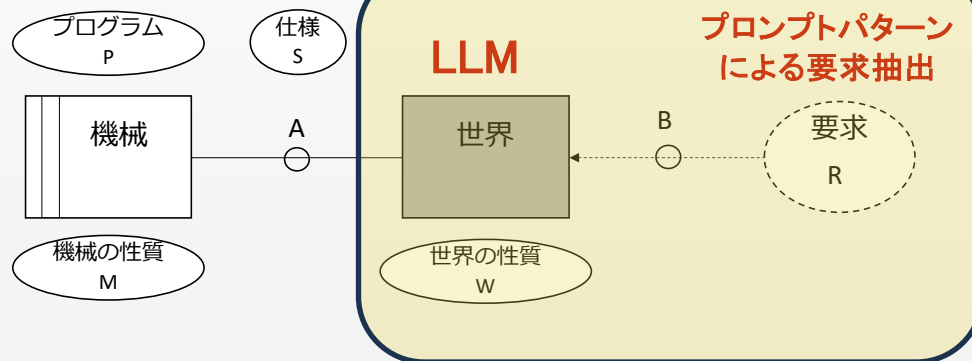 プログラム
P
仕様
S
LLM
プロンプトパターン
による要求抽出
機械
A
世界
B
要求
R
機械の性質
M
世界の性質
W